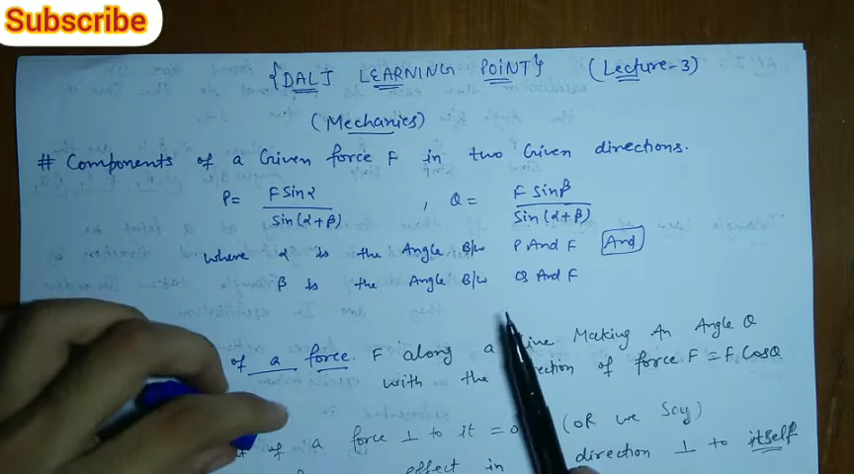 Subscribe
{DALJ LEARNING POINT} (Lecture-3)
(Mechanics)
# Components of a Given force F in two Given directions.
P= F Sinα / Sin(α+β) , Q= F Sinβ / Sin(α+β)
where α is the Angle B/w P And F And
β is the Angle B/w Q And F
of a force F along a line Making An Angle θ
with the direction of force F = F Cosθ
of a force ⊥ to it = (OR we Say)
effect in direction ⊥ to itself